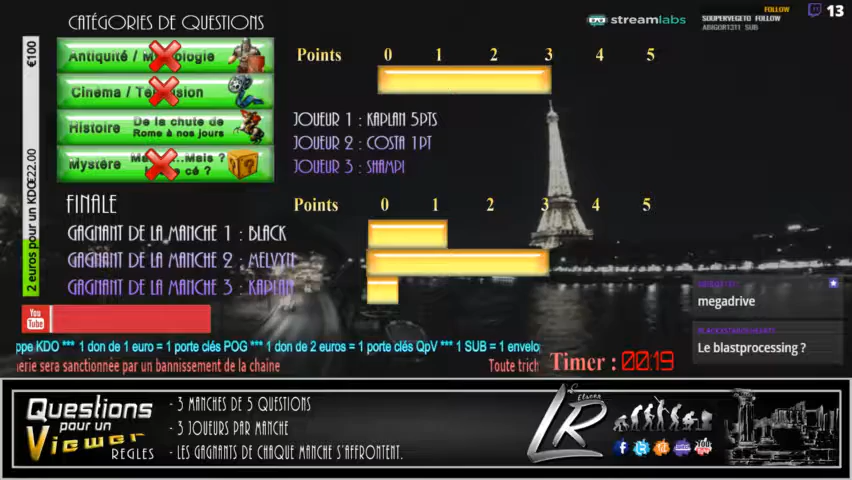 CATÉGORIES DE QUESTIONS
Antiquité /
Cinéma /
Histoire De la chute de Rome à nos jours
Mystère
€100
2 euros pour un KDO€22.00
Points 0 1 2 3 4 5
JOUEUR 1 : KAPLAN 5PTS
JOUEUR 2 : COSTA 1PT
JOUEUR 3 : SHAMPI
streamlabs
FOLLOW
SOUPERVEGETO FOLLOW
ABIGOR1311 SUB
13
FINALE
Points 0 1 2 3 4 5
GAGNANT DE LA MANCHE 1 : BLACK
GAGNANT DE LA MANCHE 2 :
GAGNANT DE LA MANCHE 3 : KAPLAN
megadrive
Le blastprocessing ?
You Tube
ppe KDO *** 1 don de 1 euro = 1 porte clés POG *** 1 don de 2 euros = 1 porte clés QpV *** 1 SUB = 1 envelo
herie sera sanctionnée par un bannissement de la chaine Toute trich
Timer : 00:19
Questions pour un Viewer
REGLES
- 3 MANCHES DE 5 QUESTIONS
- 3 JOUEURS PAR MANCHE
- LES GAGNANTS DE CHAQUE MANCHE S'AFFRONTENT.
LR